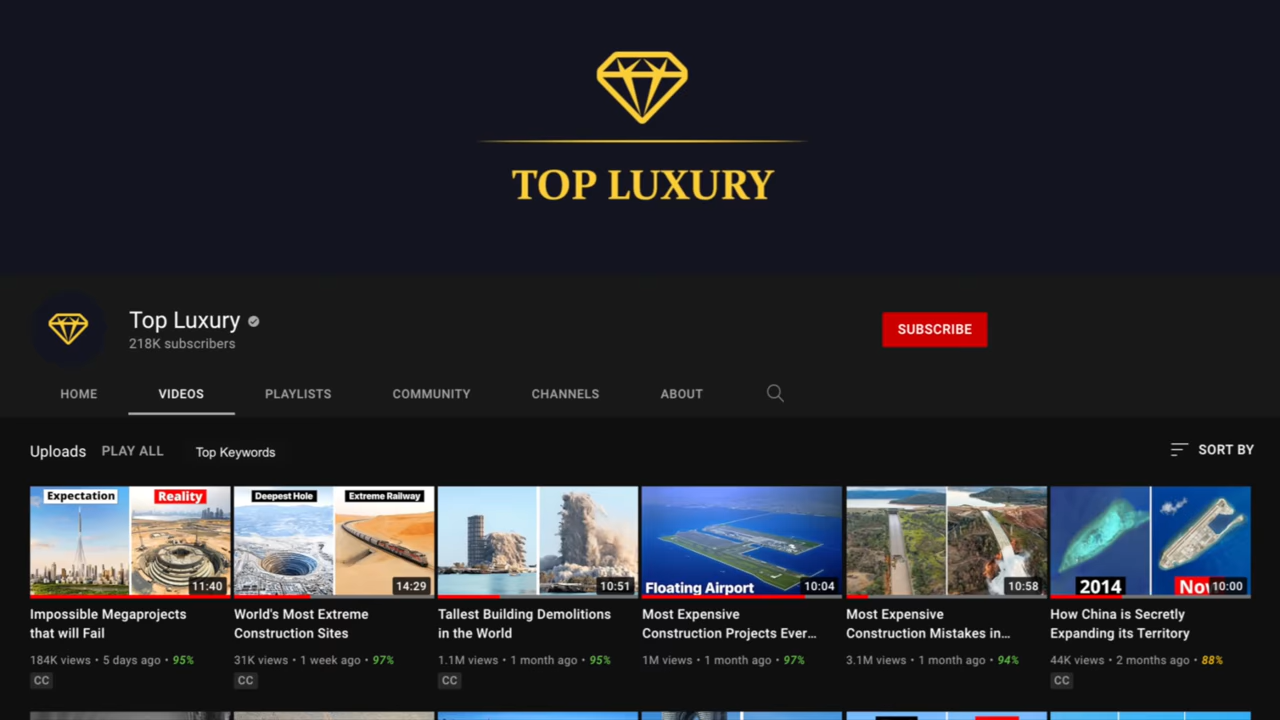 TOP LUXURY
Top Luxury
218K subscribers
SUBSCRIBE
HOME VIDEOS PLAYLISTS COMMUNITY CHANNELS ABOUT
Uploads PLAY ALL Top Keywords SORT BY
Expectation Reality
11:40
Deepest Hole Extreme Railway
14:29
10:51
Floating Airport 10:04
10:58
2014 Now 10:00
Impossible Megaprojects
that will Fail
184K views • 5 days ago • 95%
CC
World's Most Extreme
Construction Sites
31K views • 1 week ago • 97%
CC
Tallest Building Demolitions
in the World
1.1M views • 1 month ago • 95%
CC
Most Expensive
Construction Projects Ever...
1M views • 1 month ago • 97%
Most Expensive
Construction Mistakes in...
3.1M views • 1 month ago • 94%
How China is Secretly
Expanding its Territory
44K views • 2 months ago • 88%
CC